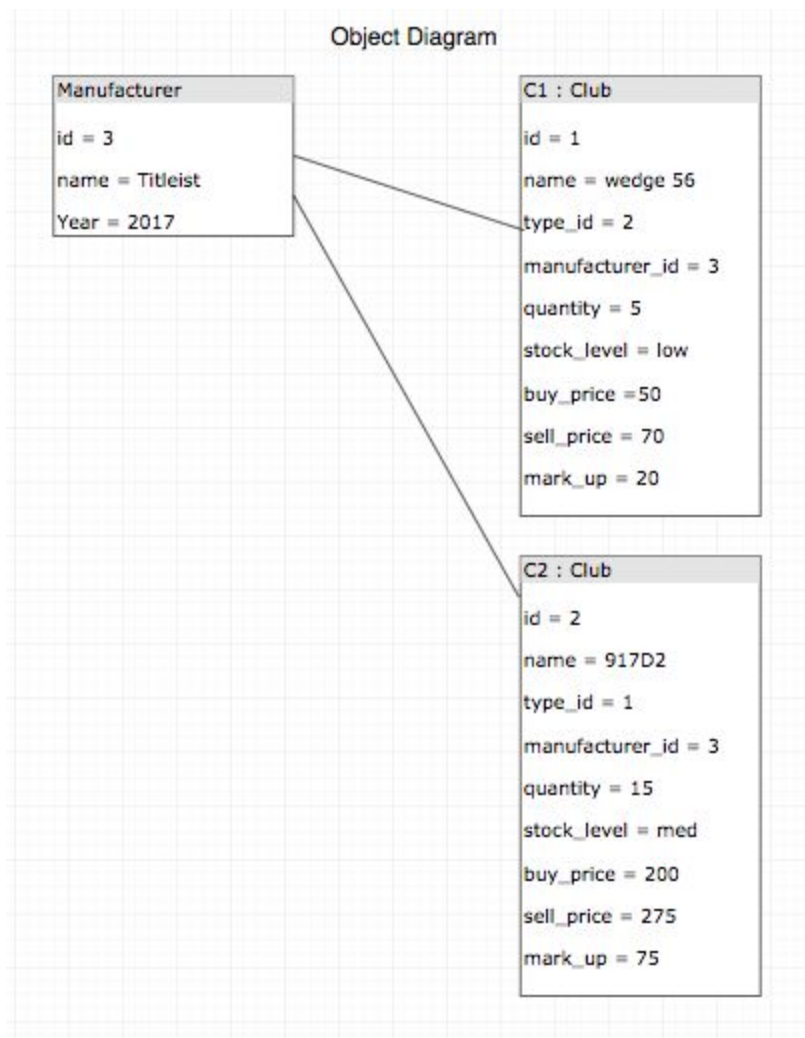 Object Diagram
Manufacturer
id = 3
name = Titleist
Year = 2017
C1 : Club
id = 1
name = wedge 56
type_id = 2
manufacturer_id = 3
quantity = 5
stock_level = low
buy_price =50
sell_price = 70
mark_up = 20
C2 : Club
id = 2
name = 917D2
type_id = 1
manufacturer_id = 3
quantity = 15
stock_level = med
buy_price = 200
sell_price = 275
mark_up = 75